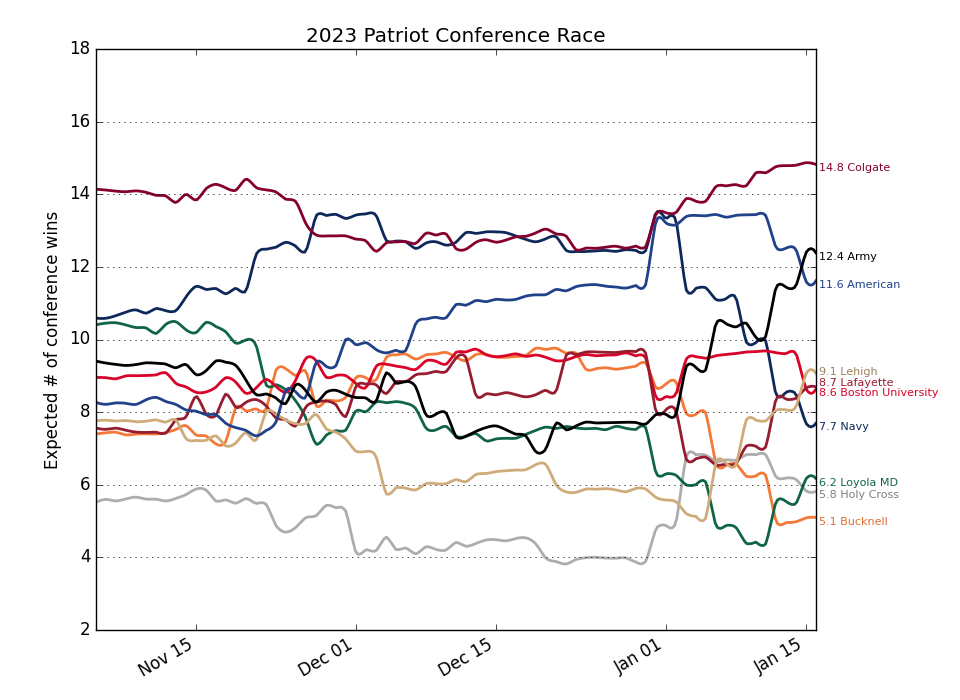 2023 Patriot Conference Race
Expected # of conference wins
18
16
14
12
10
8
6
4
2
Nov 15
Dec 01
Dec 15
Jan 01
Jan 15
14.8 Colgate
12.4 Army
11.6 American
9.1 Lehigh
8.7 Lafayette
8.6 Boston University
7.7 Navy
6.2 Loyola MD
5.8 Holy Cross
5.1 Bucknell